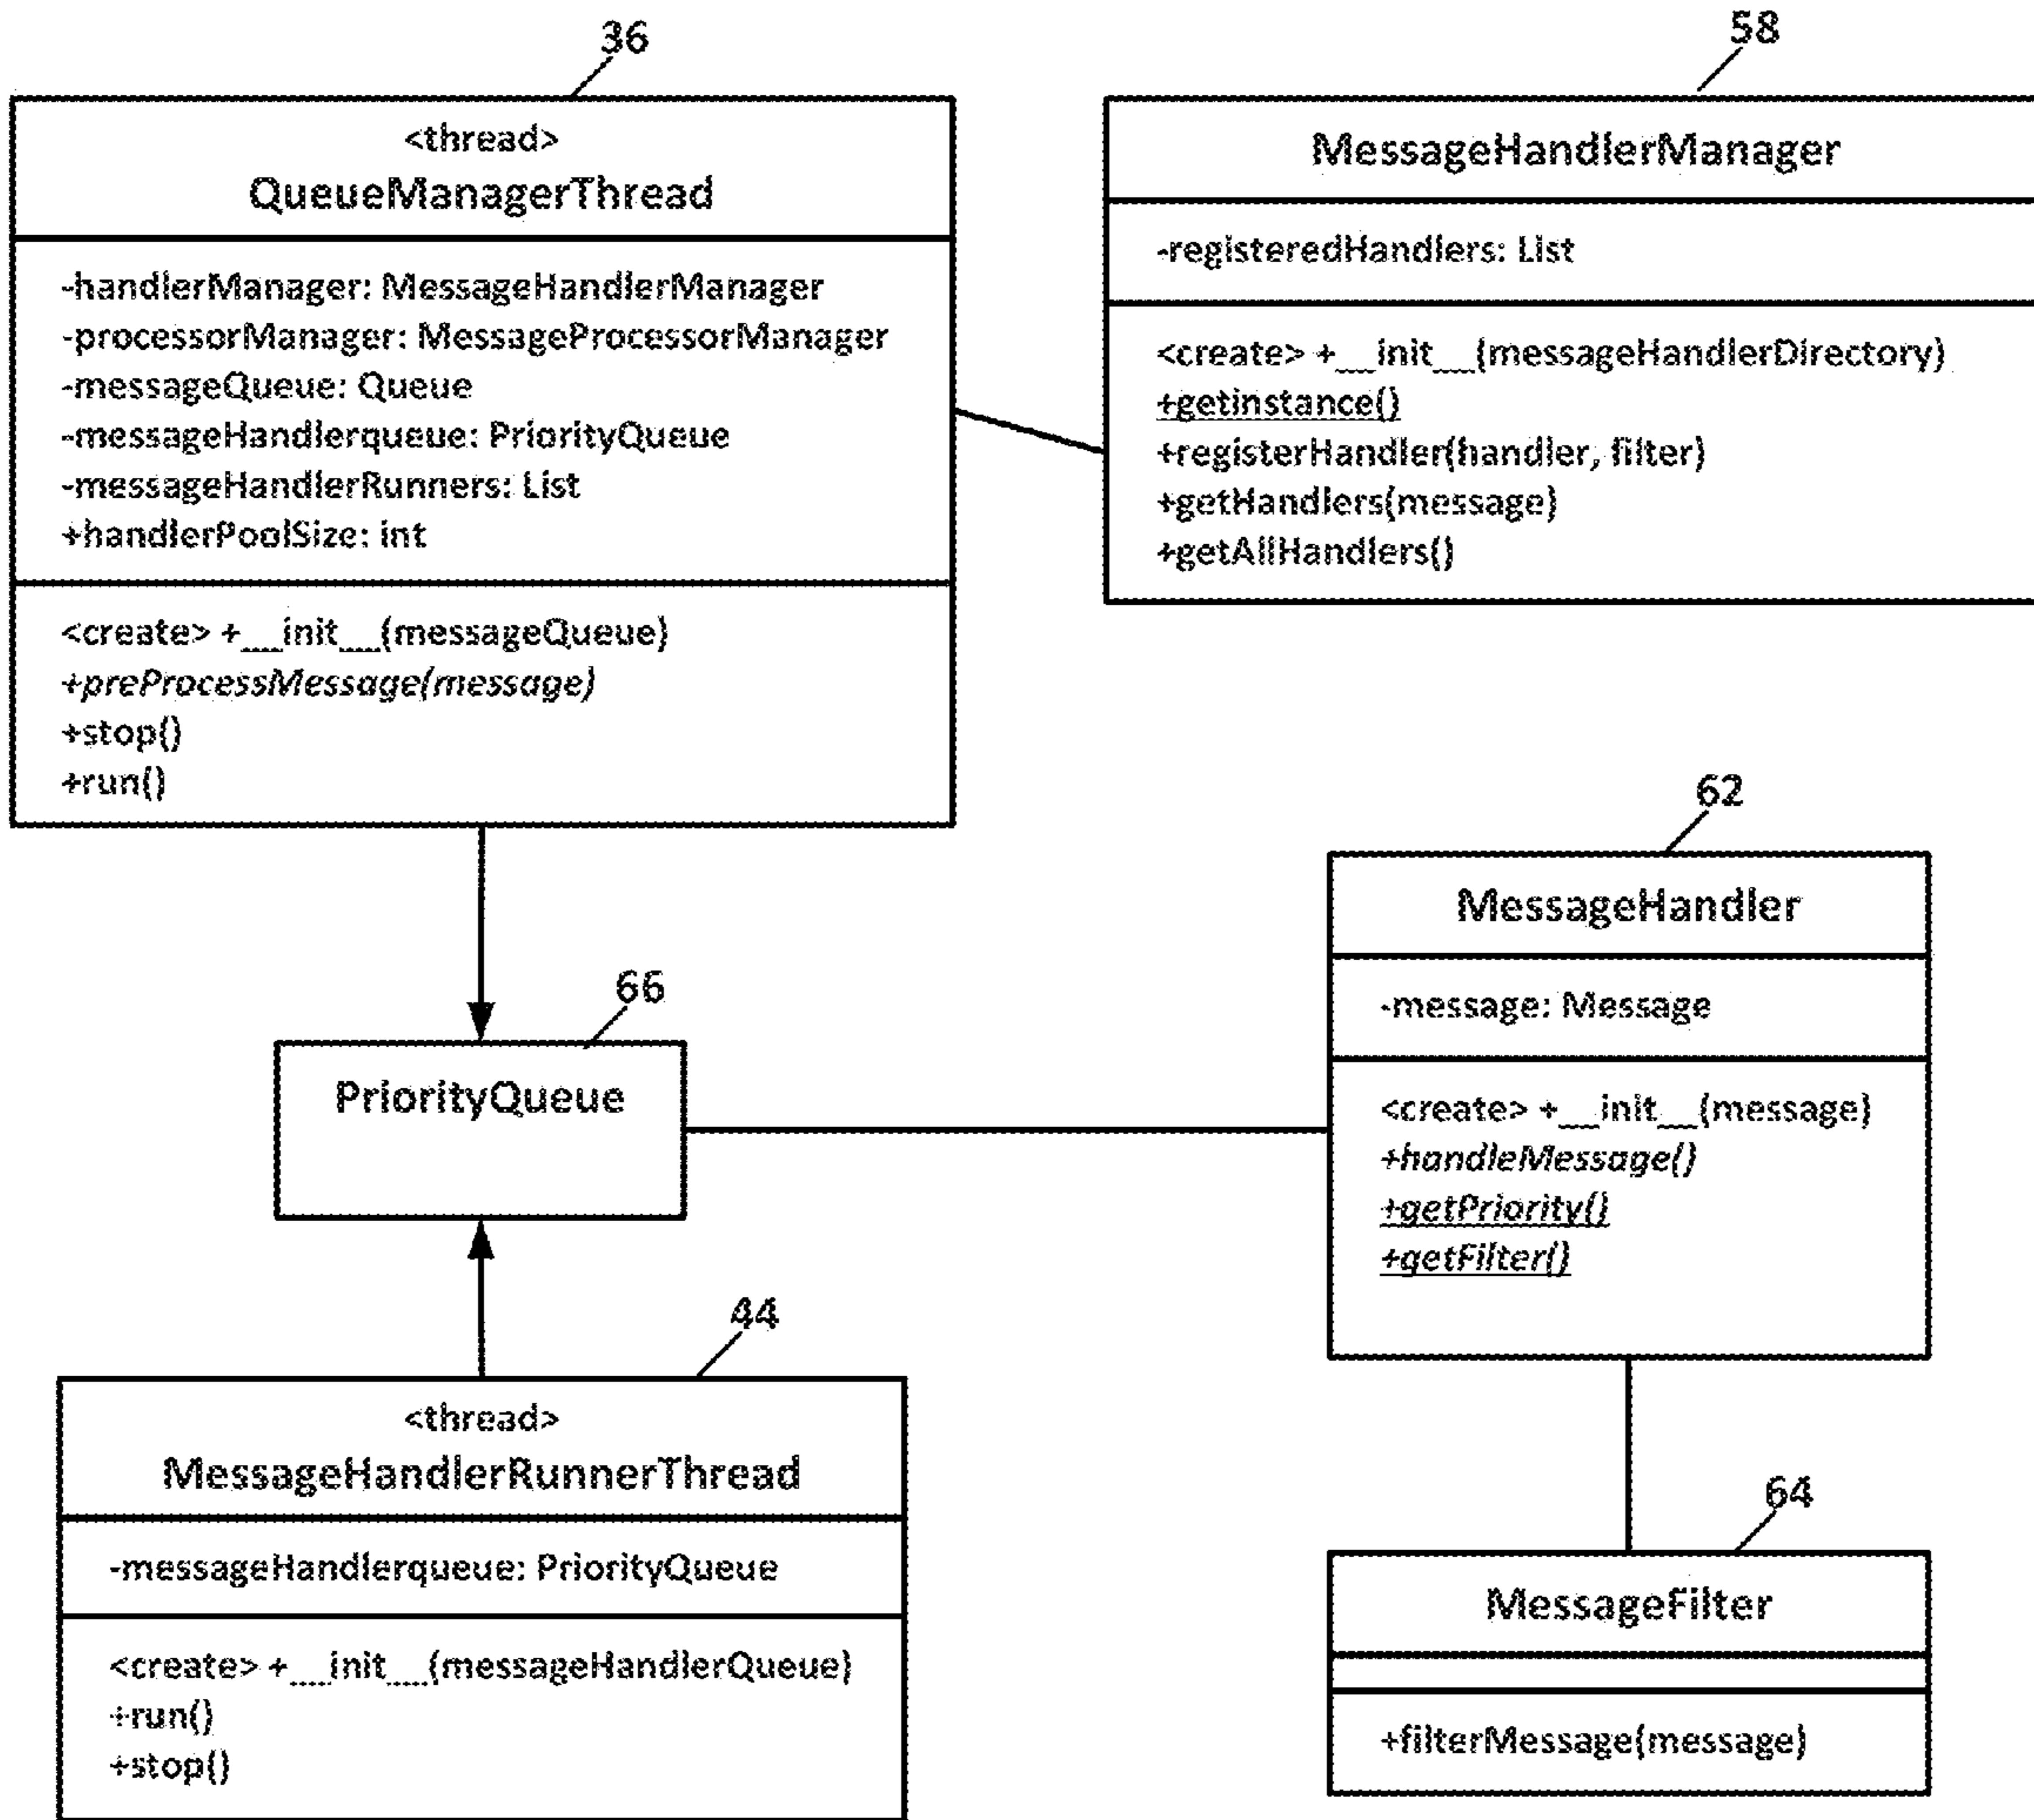 36
<thread>
QueueManagerThread
-handlerManager: MessageHandlerManager
-processorManager: MessageProcessorManager
-messageQueue: Queue
-messageHandlerqueue: PriorityQueue
-messageHandlerRunners: List
+handlerPoolSize: int
<create> +__init__(messageQueue)
+preProcessMessage(message)
+stop()
+run()
58
MessageHandlerManager
-registeredHandlers: List
<create> +__init__(messageHandlerDirectory)
+getinstance()
+registerHandler(handler, filter)
+getHandlers(message)
+getAllHandlers()
66
PriorityQueue
62
MessageHandler
-message: Message
<create> +__init__(message)
+handleMessage()
+getPriority()
+getFilter()
44
<thread>
MessageHandlerRunnerThread
-messageHandlerqueue: PriorityQueue
<create> +__init__(messageHandlerQueue)
+run()
+stop()
64
MessageFilter
+filterMessage(message)